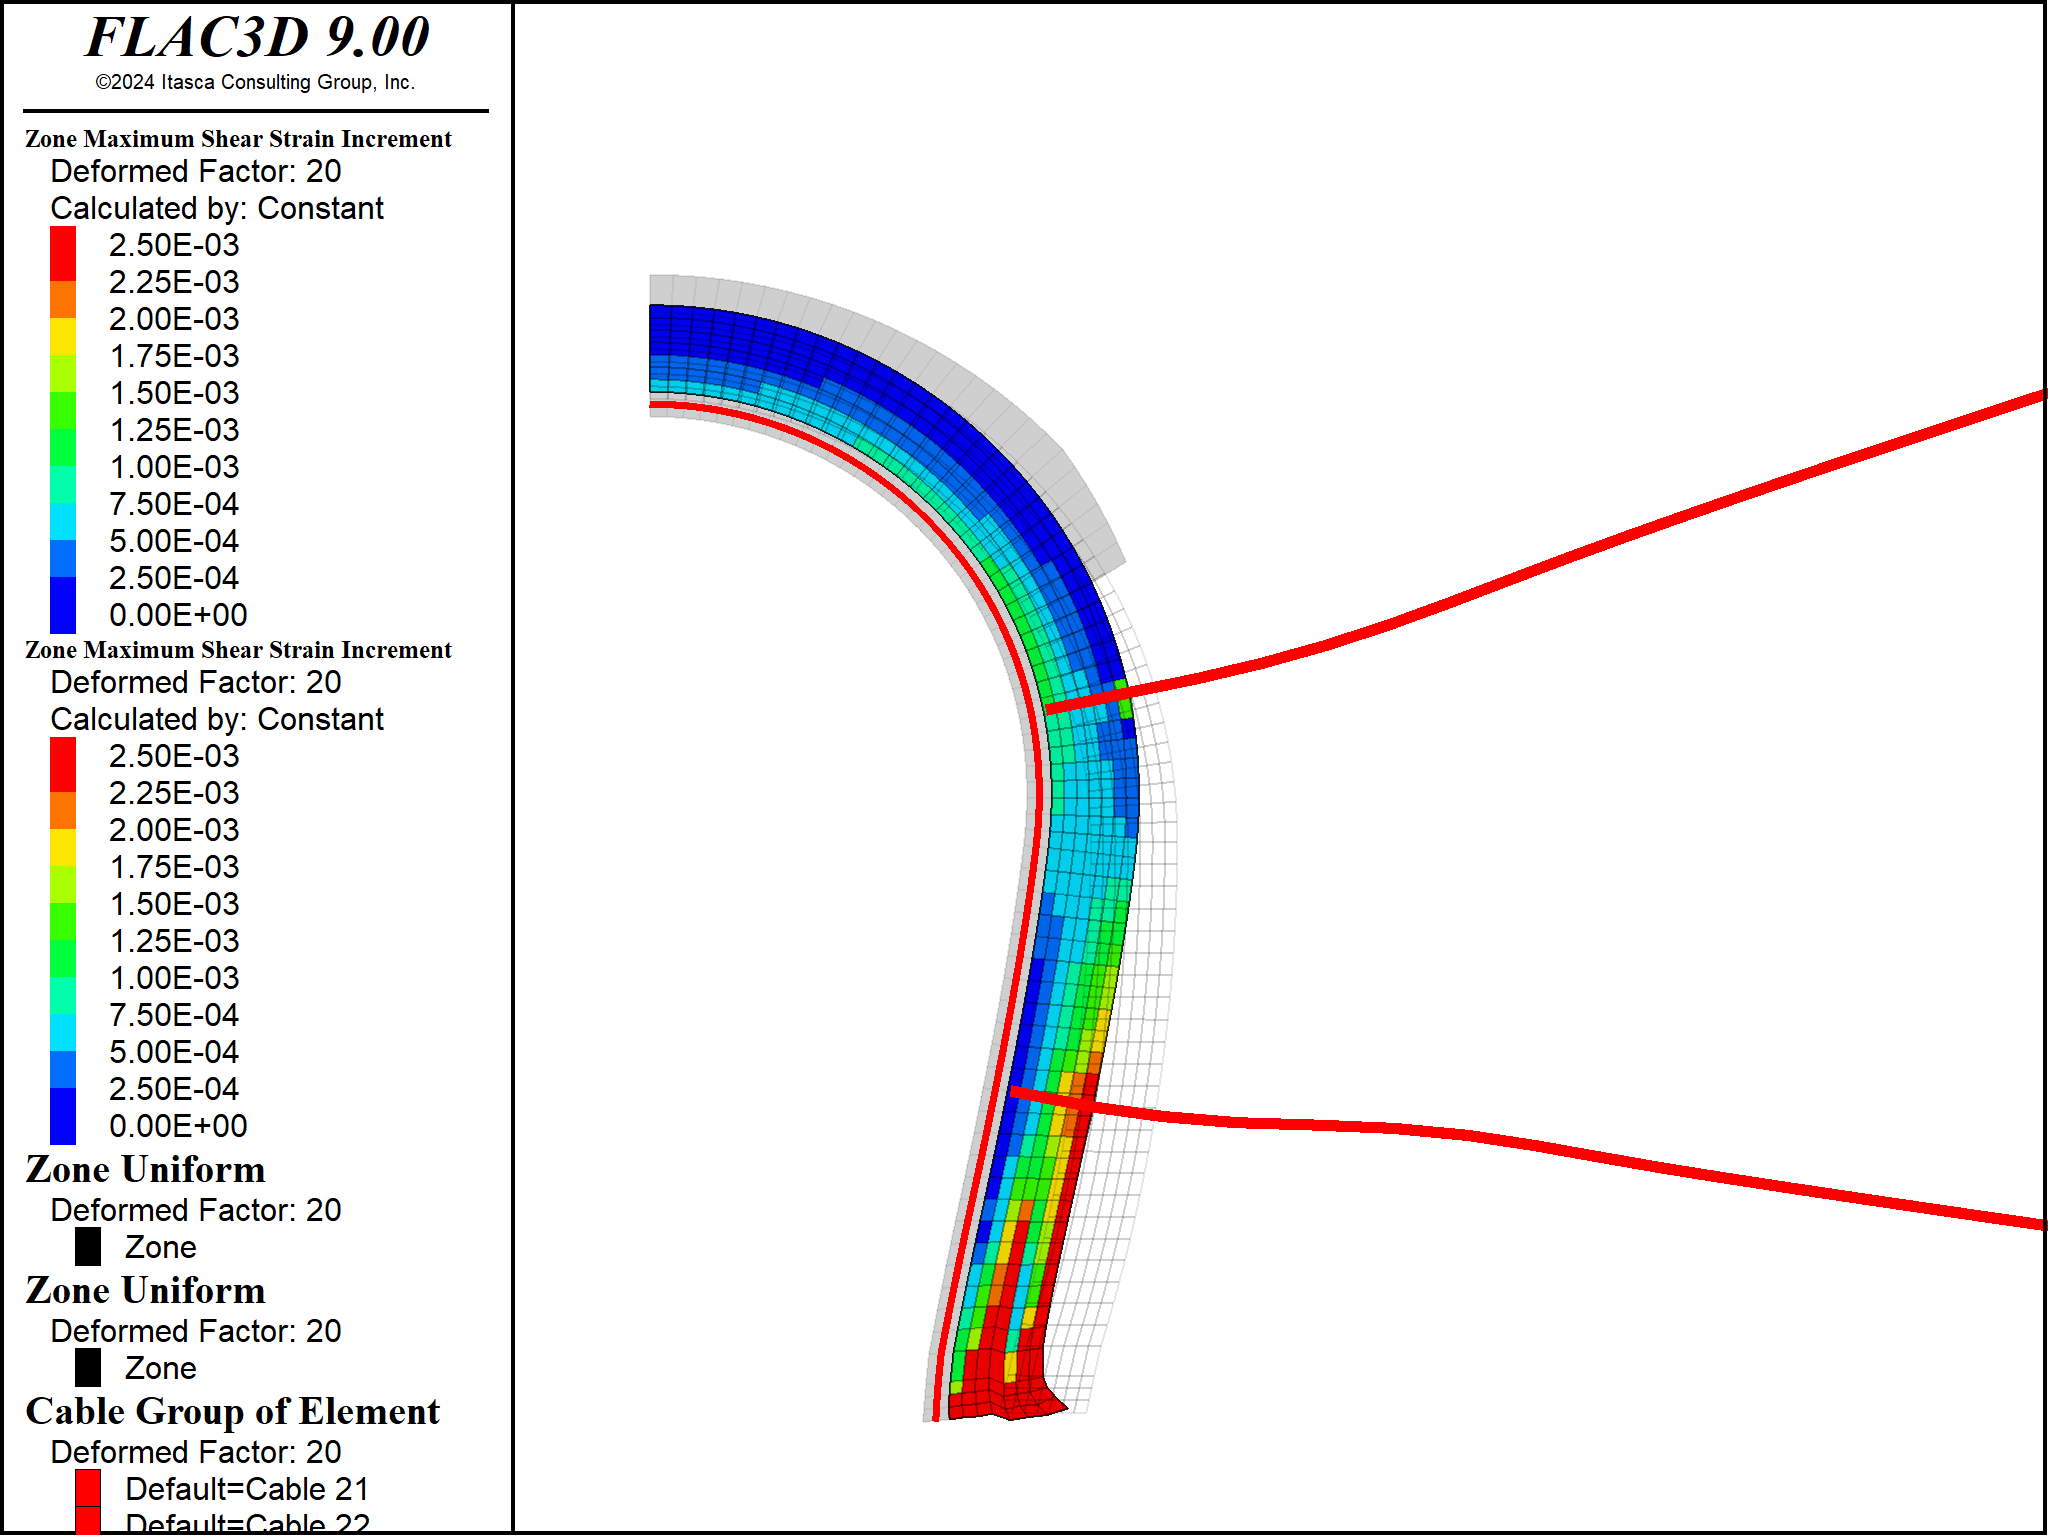 FLAC3D 9.00
©2024 Itasca Consulting Group, Inc.
Zone Maximum Shear Strain Increment
Deformed Factor: 20
Calculated by: Constant
2.50E-03
2.25E-03
2.00E-03
1.75E-03
1.50E-03
1.25E-03
1.00E-03
7.50E-04
5.00E-04
2.50E-04
0.00E+00
Zone Maximum Shear Strain Increment
Deformed Factor: 20
Calculated by: Constant
2.50E-03
2.25E-03
2.00E-03
1.75E-03
1.50E-03
1.25E-03
1.00E-03
7.50E-04
5.00E-04
2.50E-04
0.00E+00
Zone Uniform
Deformed Factor: 20
Zone
Zone Uniform
Deformed Factor: 20
Zone
Cable Group of Element
Deformed Factor: 20
Default=Cable 21
Default=Cable 22